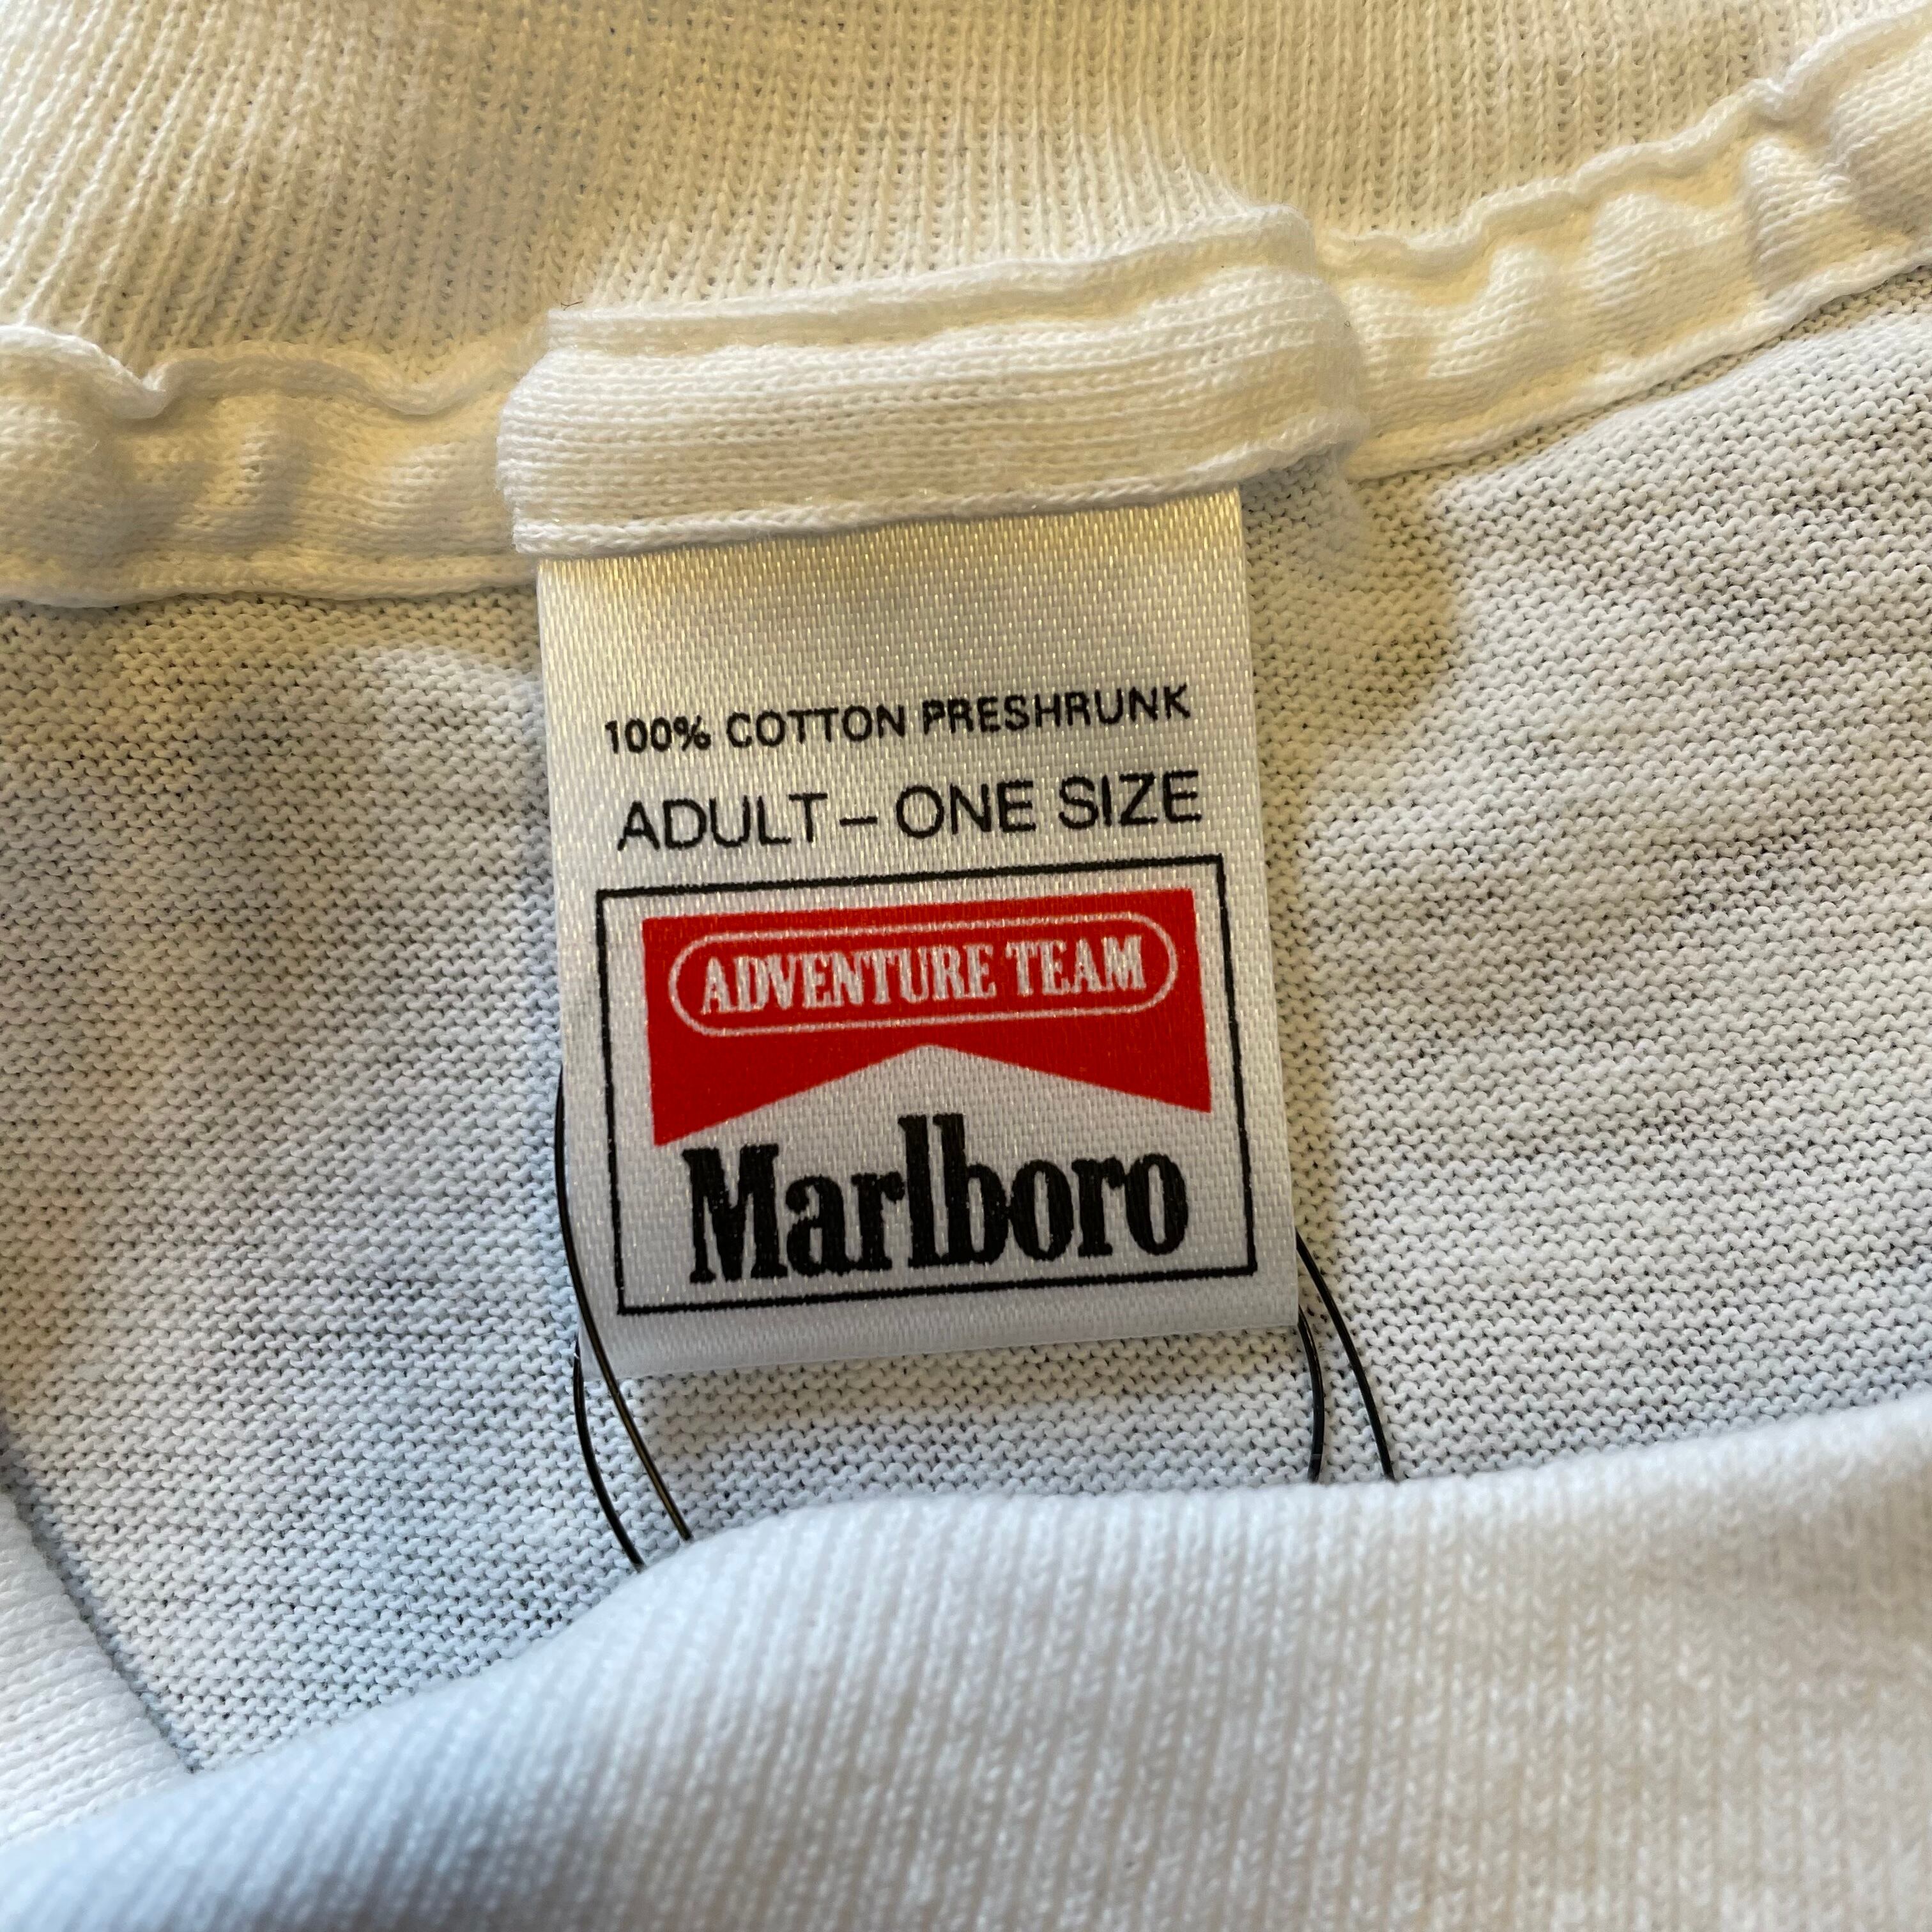 100% COTTON PRESHRUNK
ADULT – ONE SIZE
ADVENTURE TEAM
Marlboro